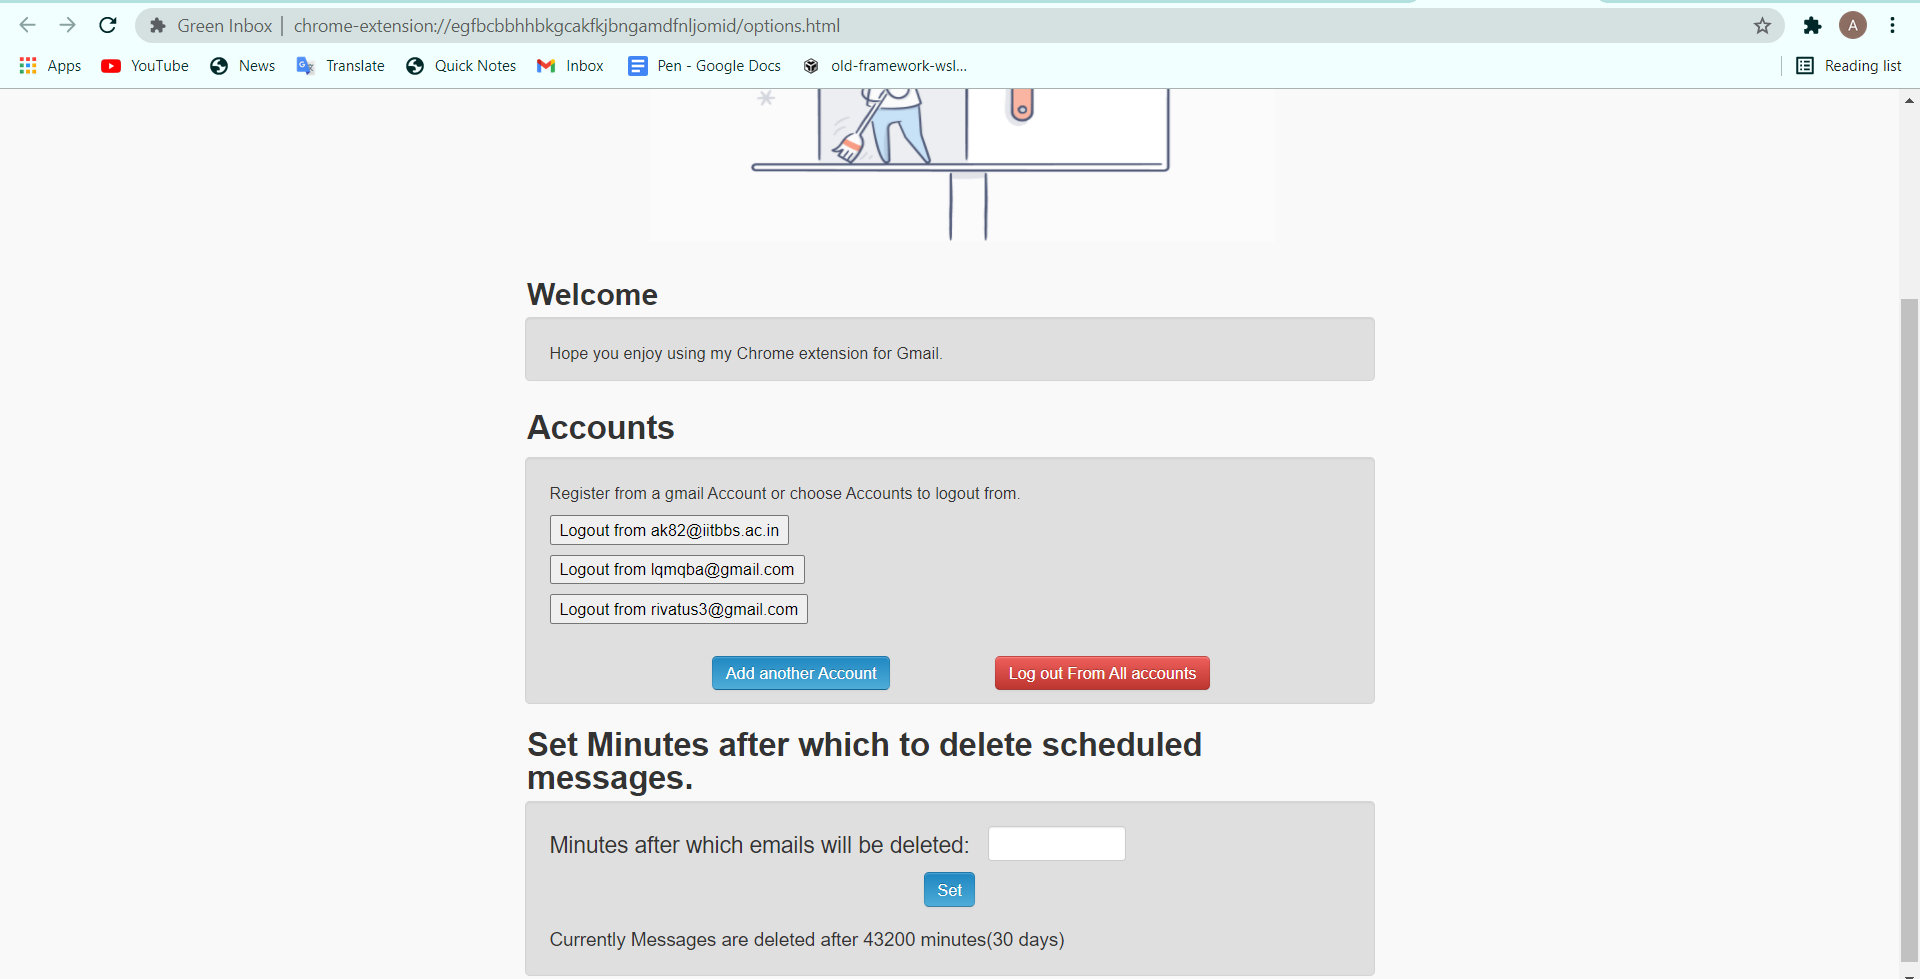 Green Inbox | chrome-extension://egfbcbbhhbkgcakfkjbngamdfnljomid/options.html
A
Apps YouTube News Translate Quick Notes Inbox Pen - Google Docs old-framework-wsl... Reading list
Welcome
Hope you enjoy using my Chrome extension for Gmail.
Accounts
Register from a gmail Account or choose Accounts to logout from.
Logout from ak82@iitbbs.ac.in
Logout from lqmqba@gmail.com
Logout from rivatus3@gmail.com
Add another Account Log out From All accounts
Set Minutes after which to delete scheduled
messages.
Minutes after which emails will be deleted:
Set
Currently Messages are deleted after 43200 minutes(30 days)